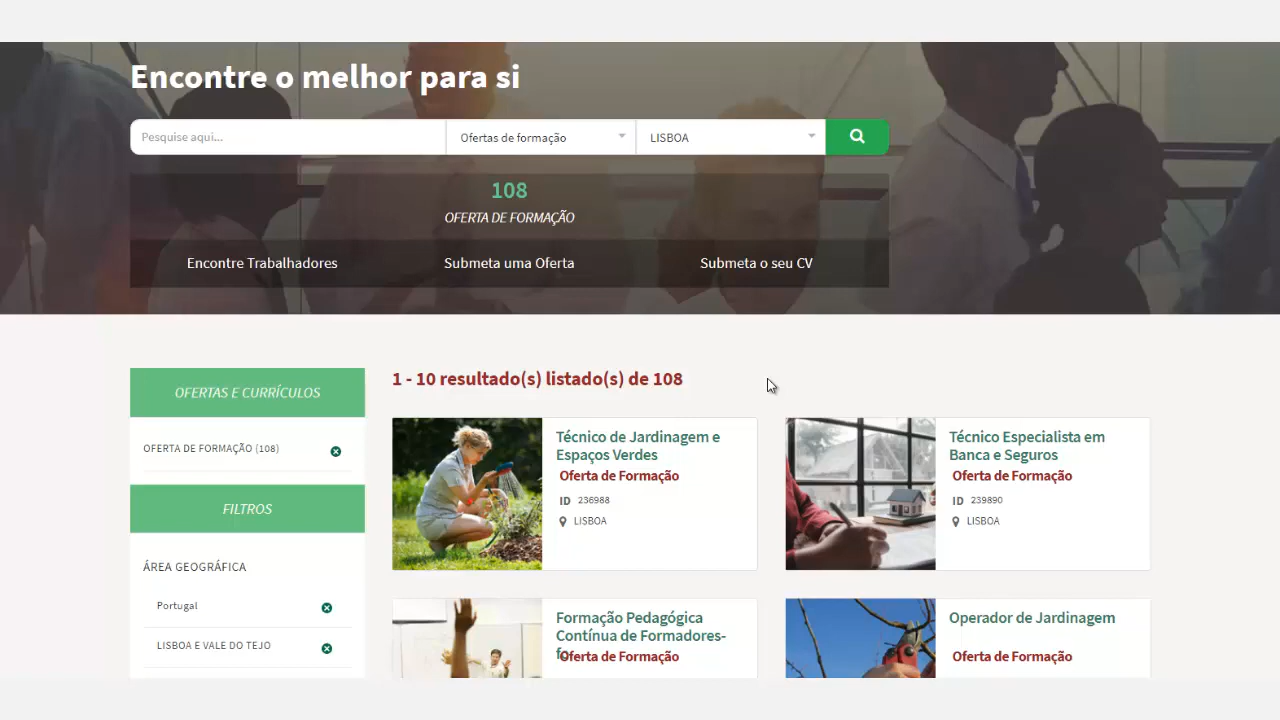 Encontre o melhor para si
Pesquise aqui...
Ofertas de formação
LISBOA
108
OFERTA DE FORMAÇÃO
Encontre Trabalhadores
Submeta uma Oferta
Submeta o seu CV
OFERTAS E CURRÍCULOS
OFERTA DE FORMAÇÃO (108)
FILTROS
ÁREA GEOGRÁFICA
Portugal
LISBOA E VALE DO TEJO
1 - 10 resultado(s) listado(s) de 108
Técnico de Jardinagem e
Espaços Verdes
Oferta de Formação
ID 236988
LISBOA
Técnico Especialista em
Banca e Seguros
Oferta de Formação
ID 239890
LISBOA
Formação Pedagógica
Contínua de Formadores-
Oferta de Formação
Operador de Jardinagem
Oferta de Formação